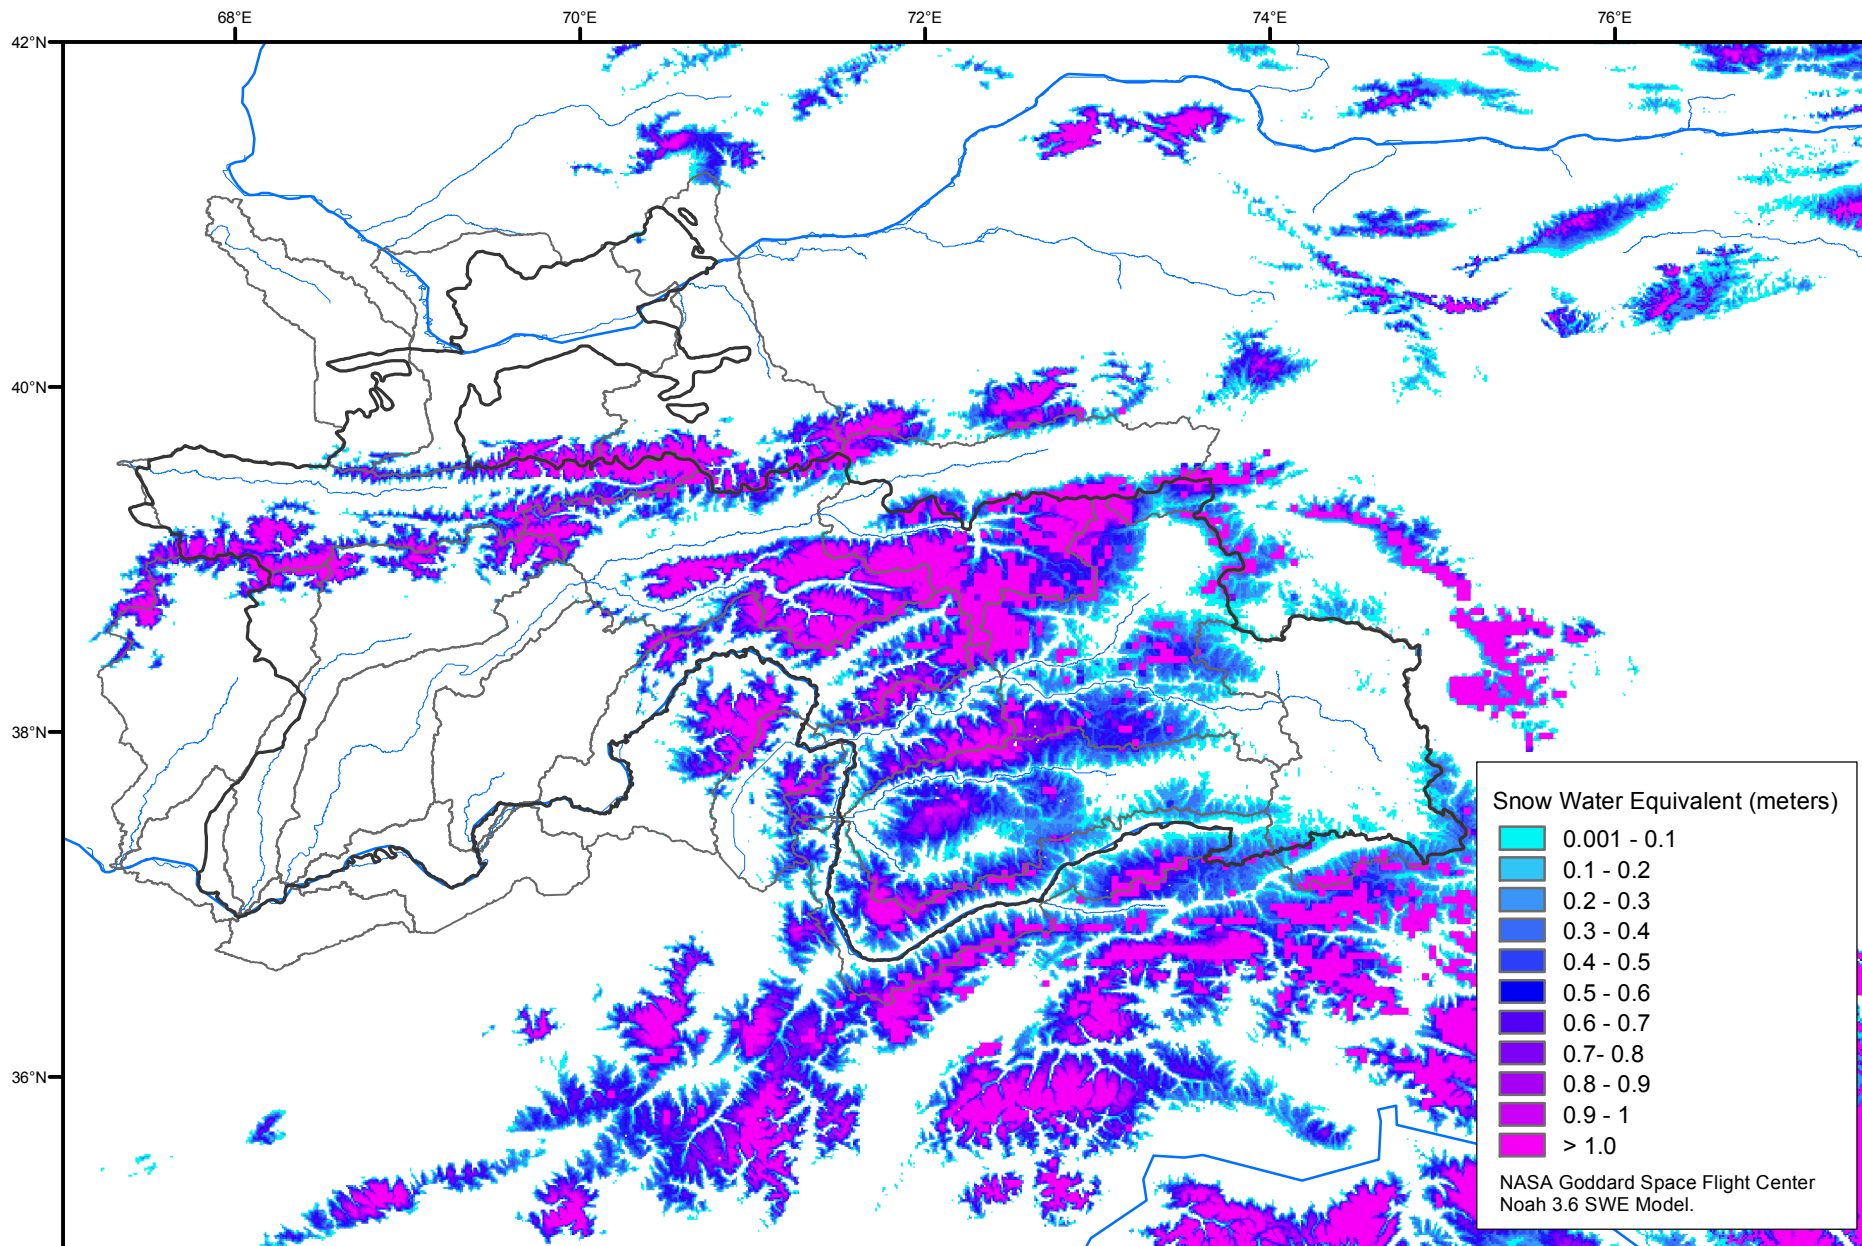 68°E
70°E
72°E
74°E
76°E
42°N
40°N
38°N
36°N
Snow Water Equivalent (meters)
0.001 - 0.1
0.1 - 0.2
0.2 - 0.3
0.3 - 0.4
0.4 - 0.5
0.5 - 0.6
0.6 - 0.7
0.7- 0.8
0.8 - 0.9
0.9 - 1
> 1.0
NASA Goddard Space Flight Center
Noah 3.6 SWE Model.